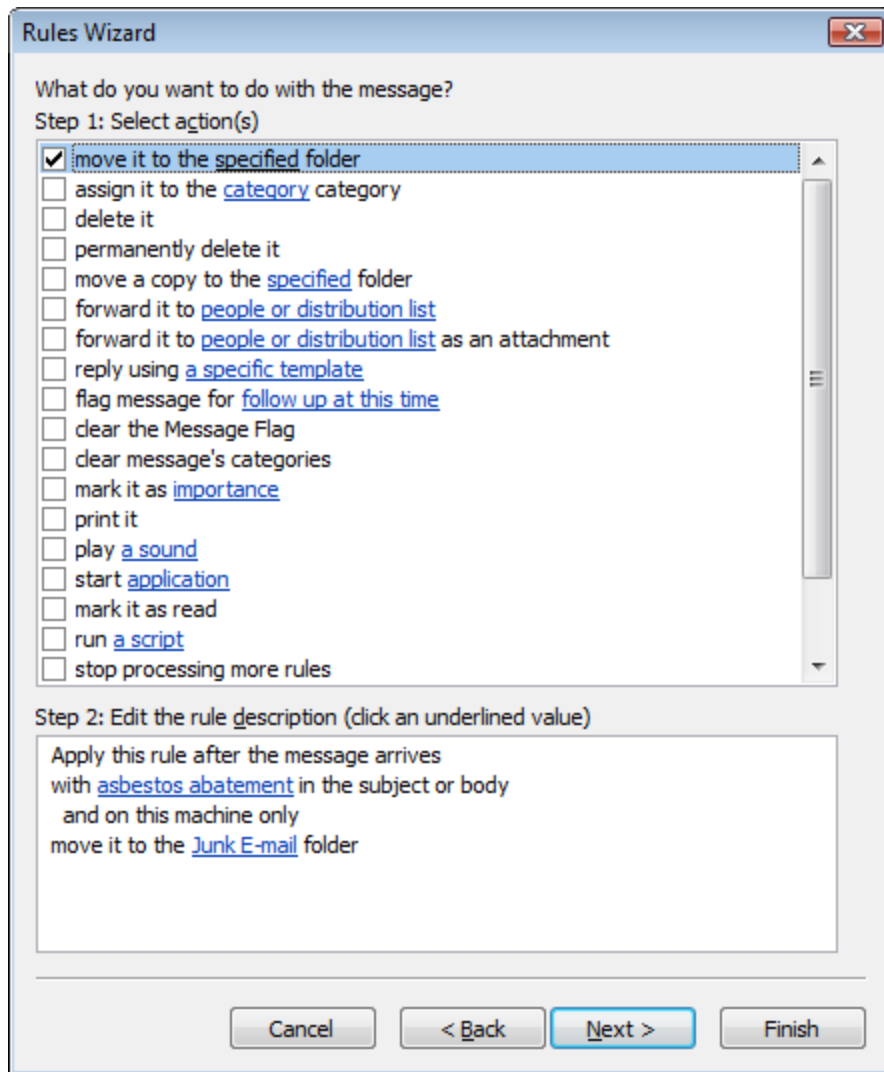 Rules Wizard
What do you want to do with the message?
Step 1: Select action(s)
move it to the specified folder
assign it to the category category
delete it
permanently delete it
move a copy to the specified folder
forward it to people or distribution list
forward it to people or distribution list as an attachment
reply using a specific template
flag message for follow up at this time
clear the Message Flag
clear message's categories
mark it as importance
print it
play a sound
start application
mark it as read
run a script
stop processing more rules
Step 2: Edit the rule description (click an underlined value)
Apply this rule after the message arrives
with asbestos abatement in the subject or body
and on this machine only
move it to the Junk E-mail folder
Cancel < Back Next > Finish